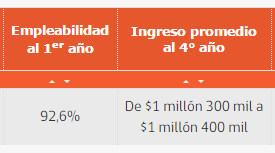 Empleabilidad
al 1er año
Ingreso promedio
al 4° año
92,6%
De $1 millón 300 mil a
$1 millón 400 mil